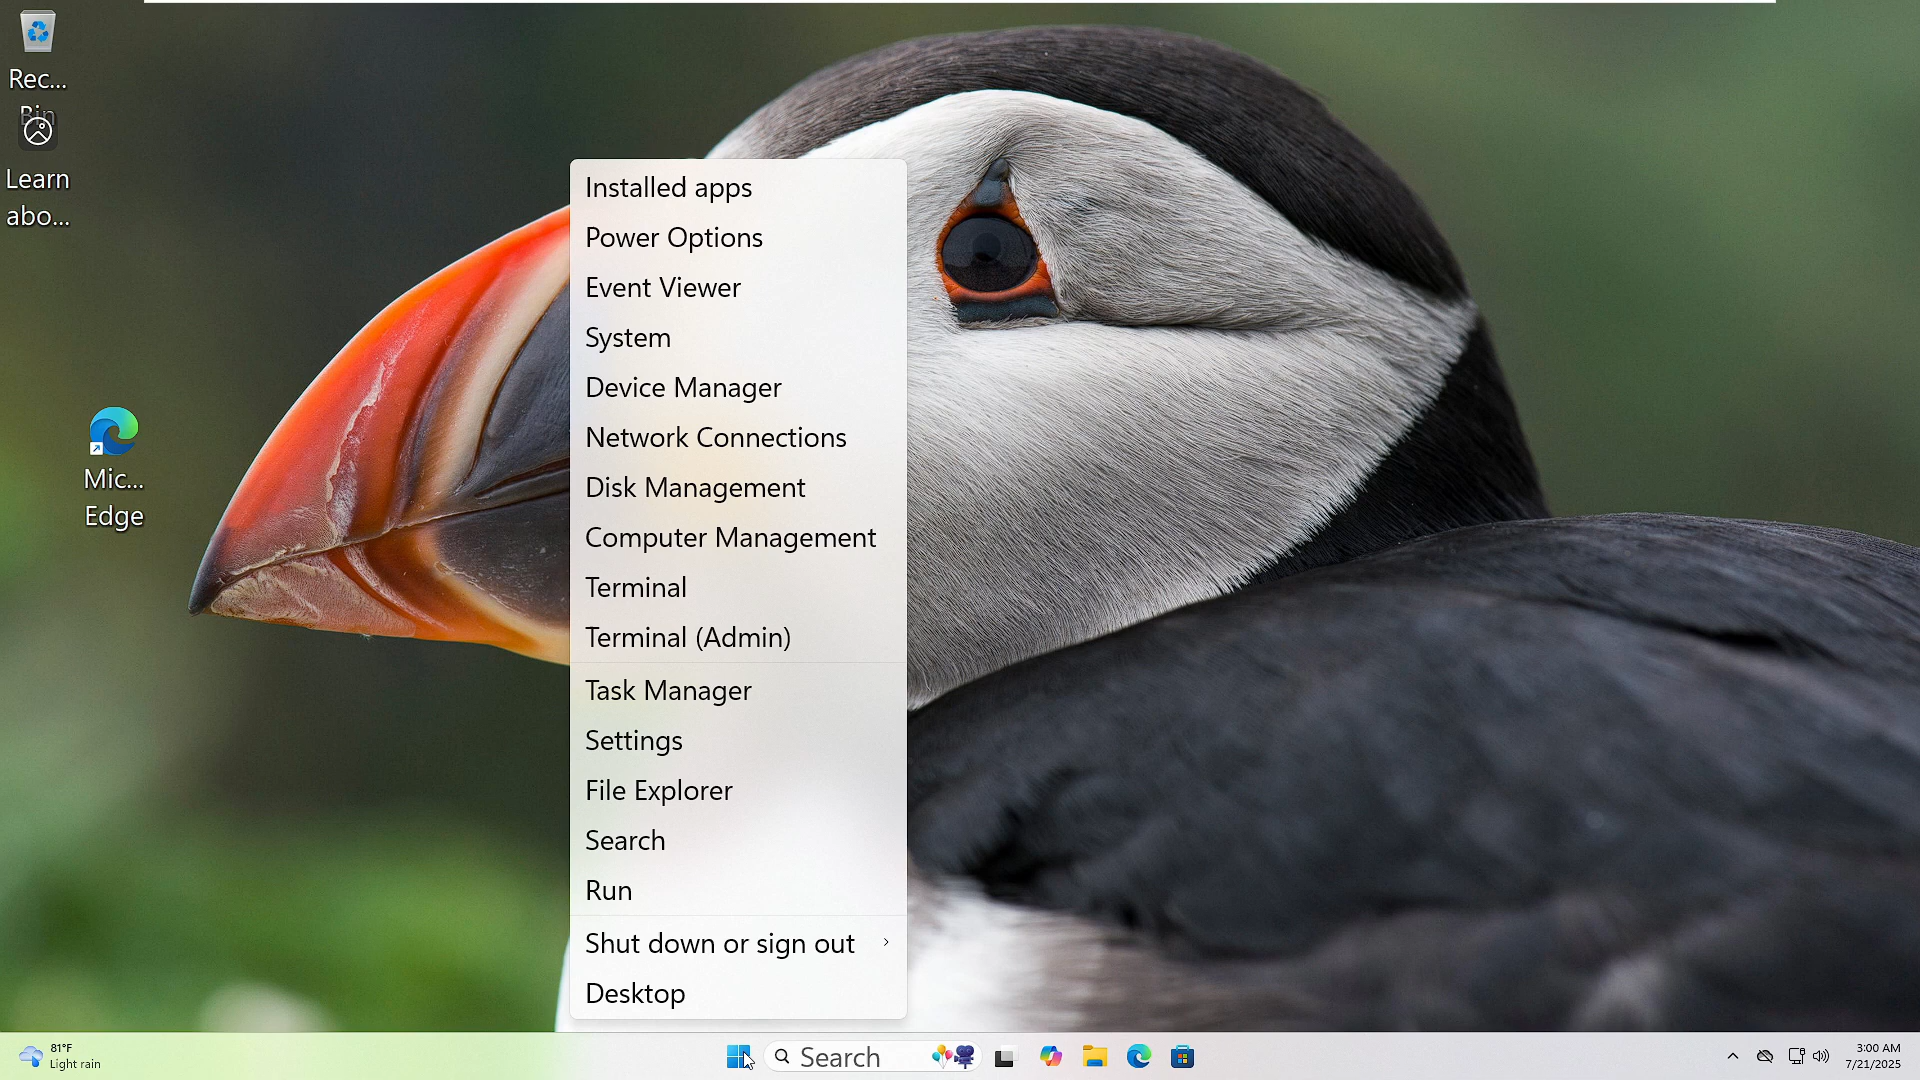 Rec...
Bin
Learn
abo...
Mic...
Edge
Installed apps
Power Options
Event Viewer
System
Device Manager
Network Connections
Disk Management
Computer Management
Terminal
Terminal (Admin)
Task Manager
Settings
File Explorer
Search
Run
Shut down or sign out
Desktop
81°F
Light rain
Search
3:00 AM
7/21/2025